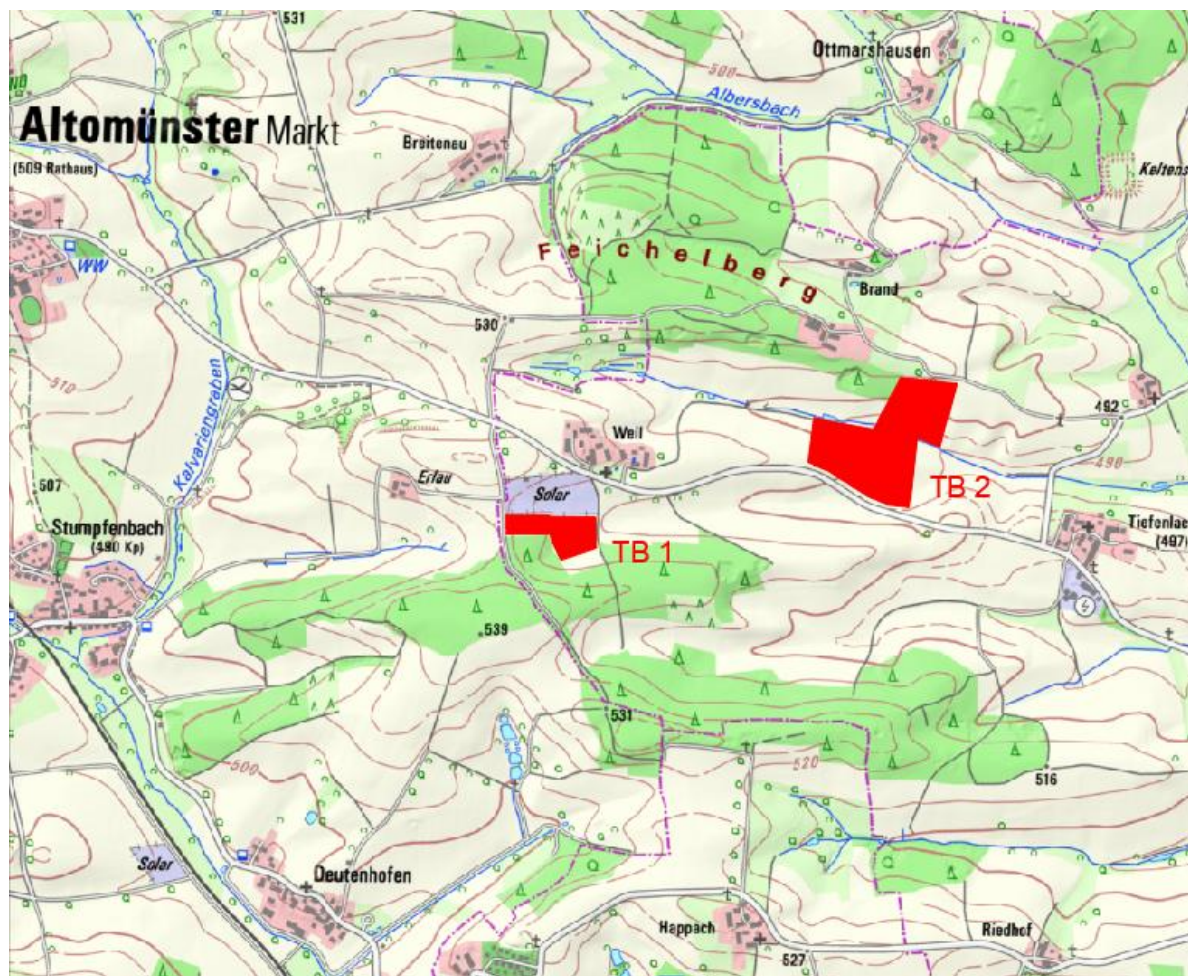 531
Ottmarshausen
500
Albersbach
Altomünster Markt
(509 Rathaus)
Breitenau
Keltens
WW
Feichelberg
Brand
530
510
Kalvariengraben
492
Weil
490
Erlau
Solar
TB 2
507
Stumpfenbach
(480 Kp)
TB 1
Tiefenlac
(497)
539
531
500
520
516
Solar
Deutenhofen
Happach
Riedhof
527